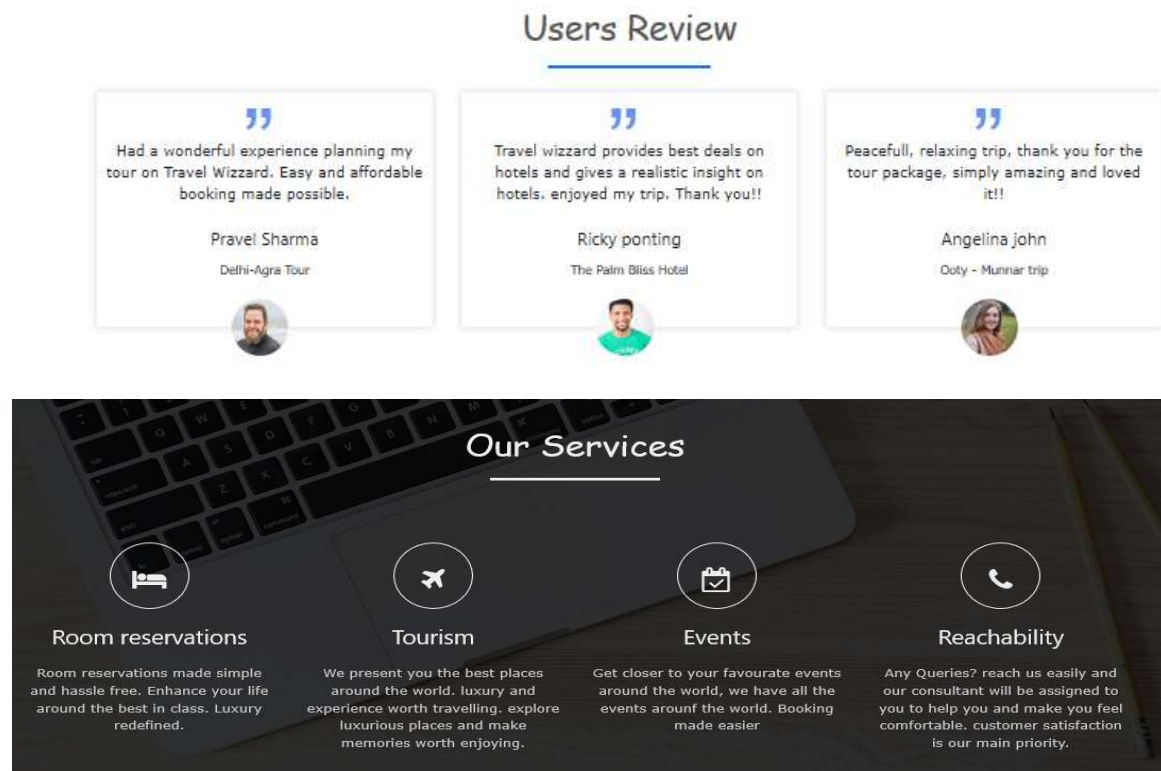 Users Review
”
Had a wonderful experience planning my
tour on Travel Wizzard. Easy and affordable
booking made possible.
Pravel Sharma
Delhi-Agra Tour
”
Travel wizzard provides best deals on
hotels and gives a realistic insight on
hotels. enjoyed my trip. Thank you!!
Ricky ponting
The Palm Bliss Hotel
”
Peacefull, relaxing trip, thank you for the
tour package, simply amazing and loved
it!!
Angelina john
Ooty - Munnar trip
Our Services
Room reservations
Room reservations made simple
and hassle free. Enhance your life
around the best in class. Luxury
redefined.
Tourism
We present you the best places
around the world. luxury and
experience worth travelling. explore
luxurious places and make
memories worth enjoying.
Events
Get closer to your favourate events
around the world, we have all the
events arounf the world. Booking
made easier
Reachability
Any Queries? reach us easily and
our consultant will be assigned to
you to help you and make you feel
comfortable. customer satisfaction
is our main priority.